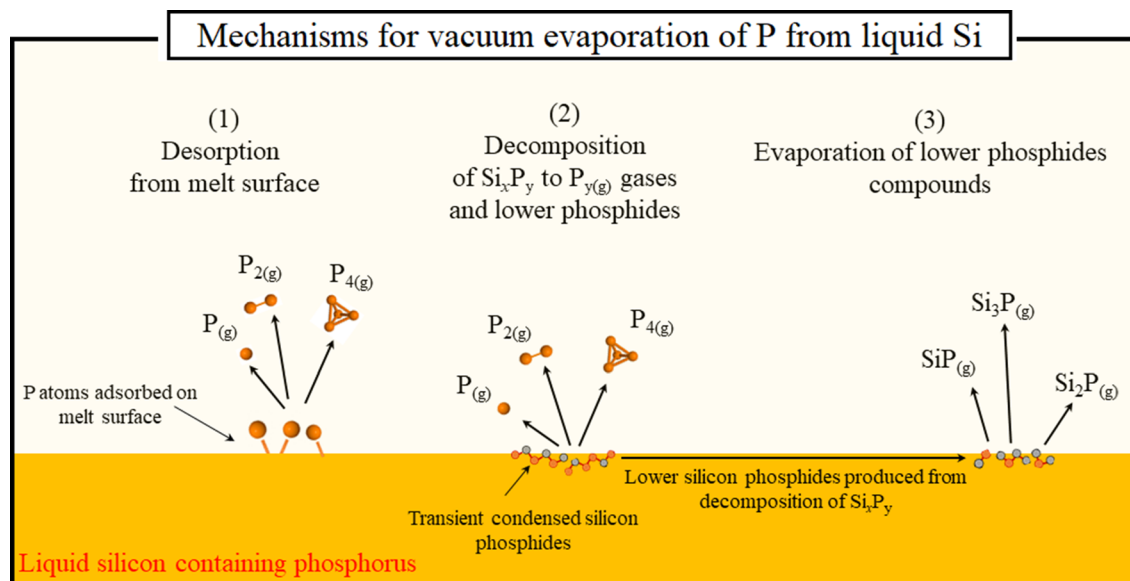 Mechanisms for vacuum evaporation of P from liquid Si
(1)
Desorption
from melt surface
(2)
Decomposition
of SixPy to Py(g) gases
and lower phosphides
(3)
Evaporation of lower phosphides
compounds
P2(g)
P4(g)
P(g)
P atoms adsorbed on
melt surface
P2(g)
P4(g)
P(g)
Transient condensed silicon
phosphides
Lower silicon phosphides produced from
decomposition of SixPy
Si3P(g)
SiP(g)
Si2P(g)
Liquid silicon containing phosphorus